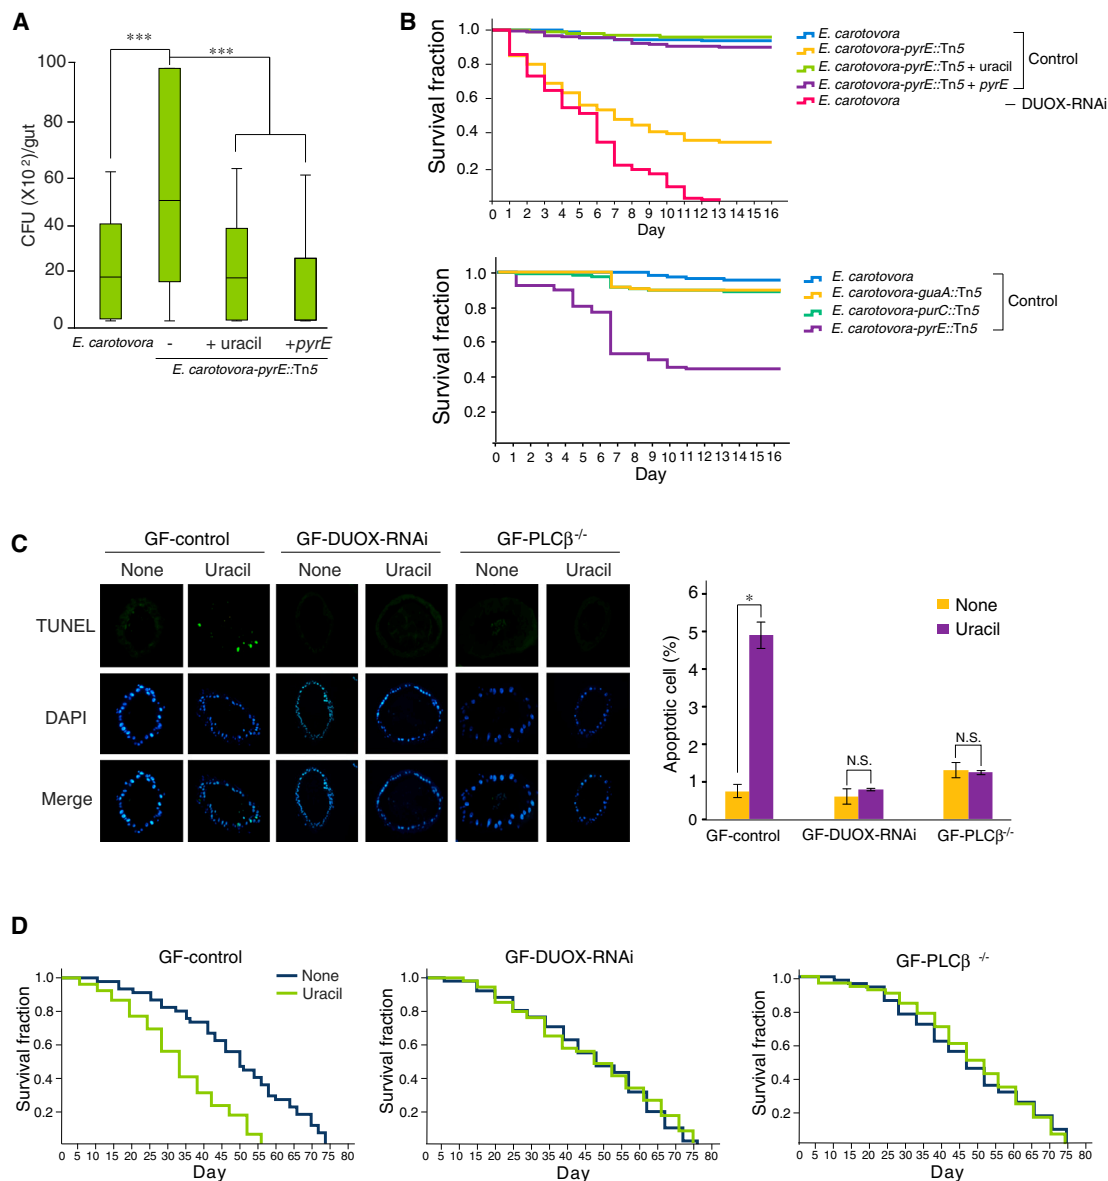 A
***
***
CFU (X10²)/gut
100
80
60
40
20
0
E. carotovora
-
+ uracil
+pyrE
E. carotovora-pyrE::Tn5
B
Survival fraction
1.0
0.8
0.6
0.4
0.2
0 1 2 3 4 5 6 7 8 9 10 11 12 13 14 15 16
Day
E. carotovora
E. carotovora-pyrE::Tn5
E. carotovora-pyrE::Tn5 + uracil
E. carotovora-pyrE::Tn5 + pyrE
Control
E. carotovora
– DUOX-RNAi
Survival fraction
1.0
0.8
0.6
0.4
0.2
0 1 2 3 4 5 6 7 8 9 10 11 12 13 14 15 16
Day
E. carotovora
E. carotovora-guaA::Tn5
E. carotovora-purC::Tn5
E. carotovora-pyrE::Tn5
Control
C
GF-control
GF-DUOX-RNAi
GF-PLCβ-/-
None
Uracil
None
Uracil
None
Uracil
TUNEL
DAPI
Merge
Apoptotic cell (%)
6
5
4
3
2
1
0
*
N.S.
N.S.
None
Uracil
GF-control
GF-DUOX-RNAi
GF-PLCβ-/-
D
GF-control
Survival fraction
1.0
0.8
0.6
0.4
0.2
None
Uracil
0 5 15 25 35 45 55 65 75
10 20 30 40 50 60 70 80
Day
GF-DUOX-RNAi
Survival fraction
1.0
0.8
0.6
0.4
0.2
0 5 15 25 35 45 55 65 75
10 20 30 40 50 60 70 80
Day
GF-PLCβ -/-
Survival fraction
1.0
0.8
0.6
0.4
0.2
0 5 15 25 35 45 55 65 75
10 20 30 40 50 60 70 80
Day